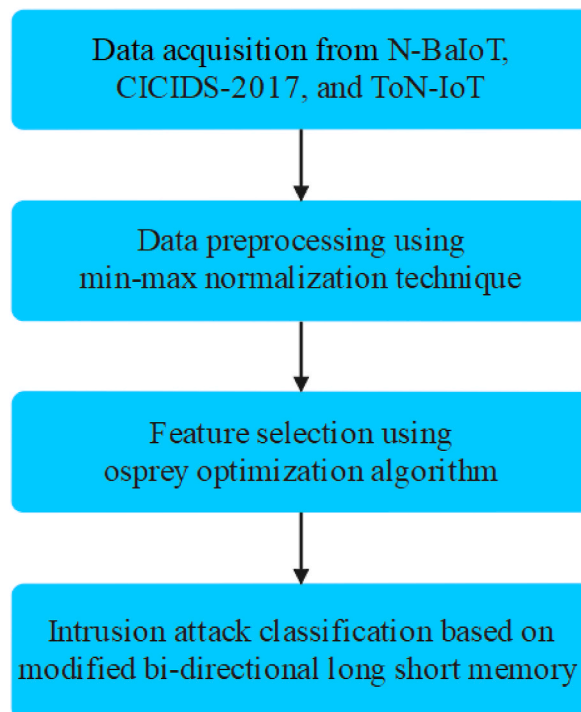 Data acquisition from N-BaIoT,
CICIDS-2017, and ToN-IoT
Data preprocessing using
min-max normalization technique
Feature selection using
osprey optimization algorithm
Intrusion attack classification based on
modified bi-directional long short memory